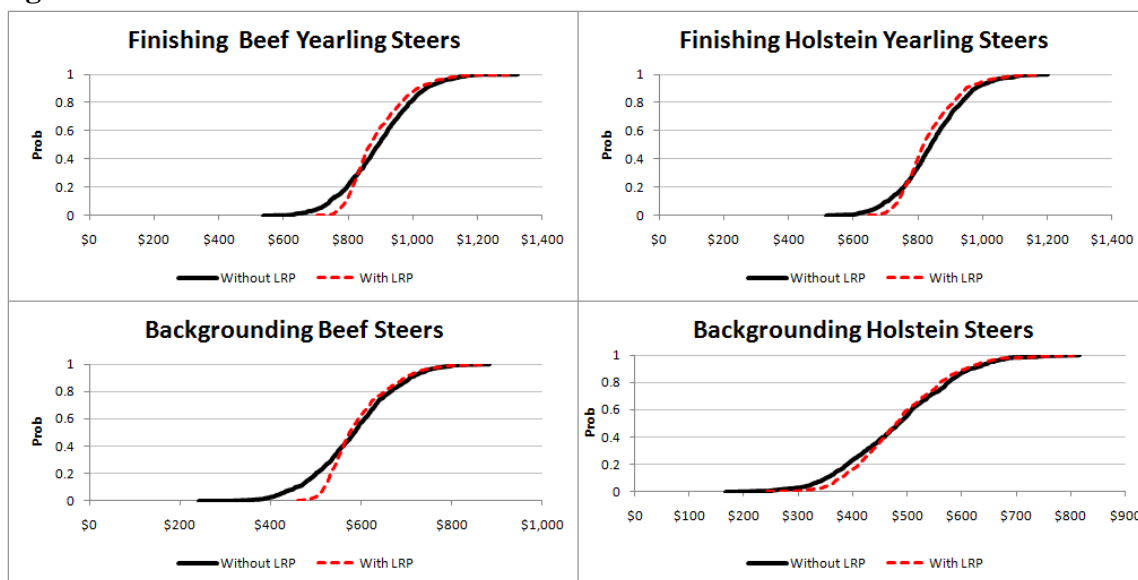 Finishing Beef Yearling Steers
Prob
1
0.8
0.6
0.4
0.2
0
$0 $200 $400 $600 $800 $1,000 $1,200 $1,400
Without LRP With LRP
Finishing Holstein Yearling Steers
Prob
1
0.8
0.6
0.4
0.2
0
$0 $200 $400 $600 $800 $1,000 $1,200 $1,400
Without LRP With LRP
Backgrounding Beef Steers
Prob
1
0.8
0.6
0.4
0.2
0
$0 $200 $400 $600 $800 $1,000
Without LRP With LRP
Backgrounding Holstein Steers
Prob
1
0.8
0.6
0.4
0.2
0
$0 $100 $200 $300 $400 $500 $600 $700 $800 $900
Without LRP With LRP